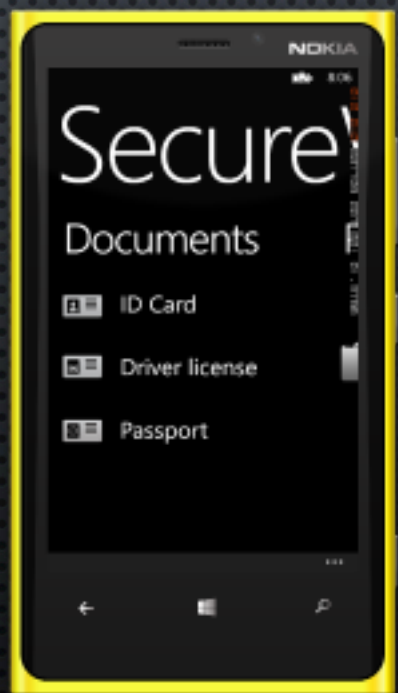 NOKIA
8:06
Secure
Documents
ID Card
Driver license
Passport